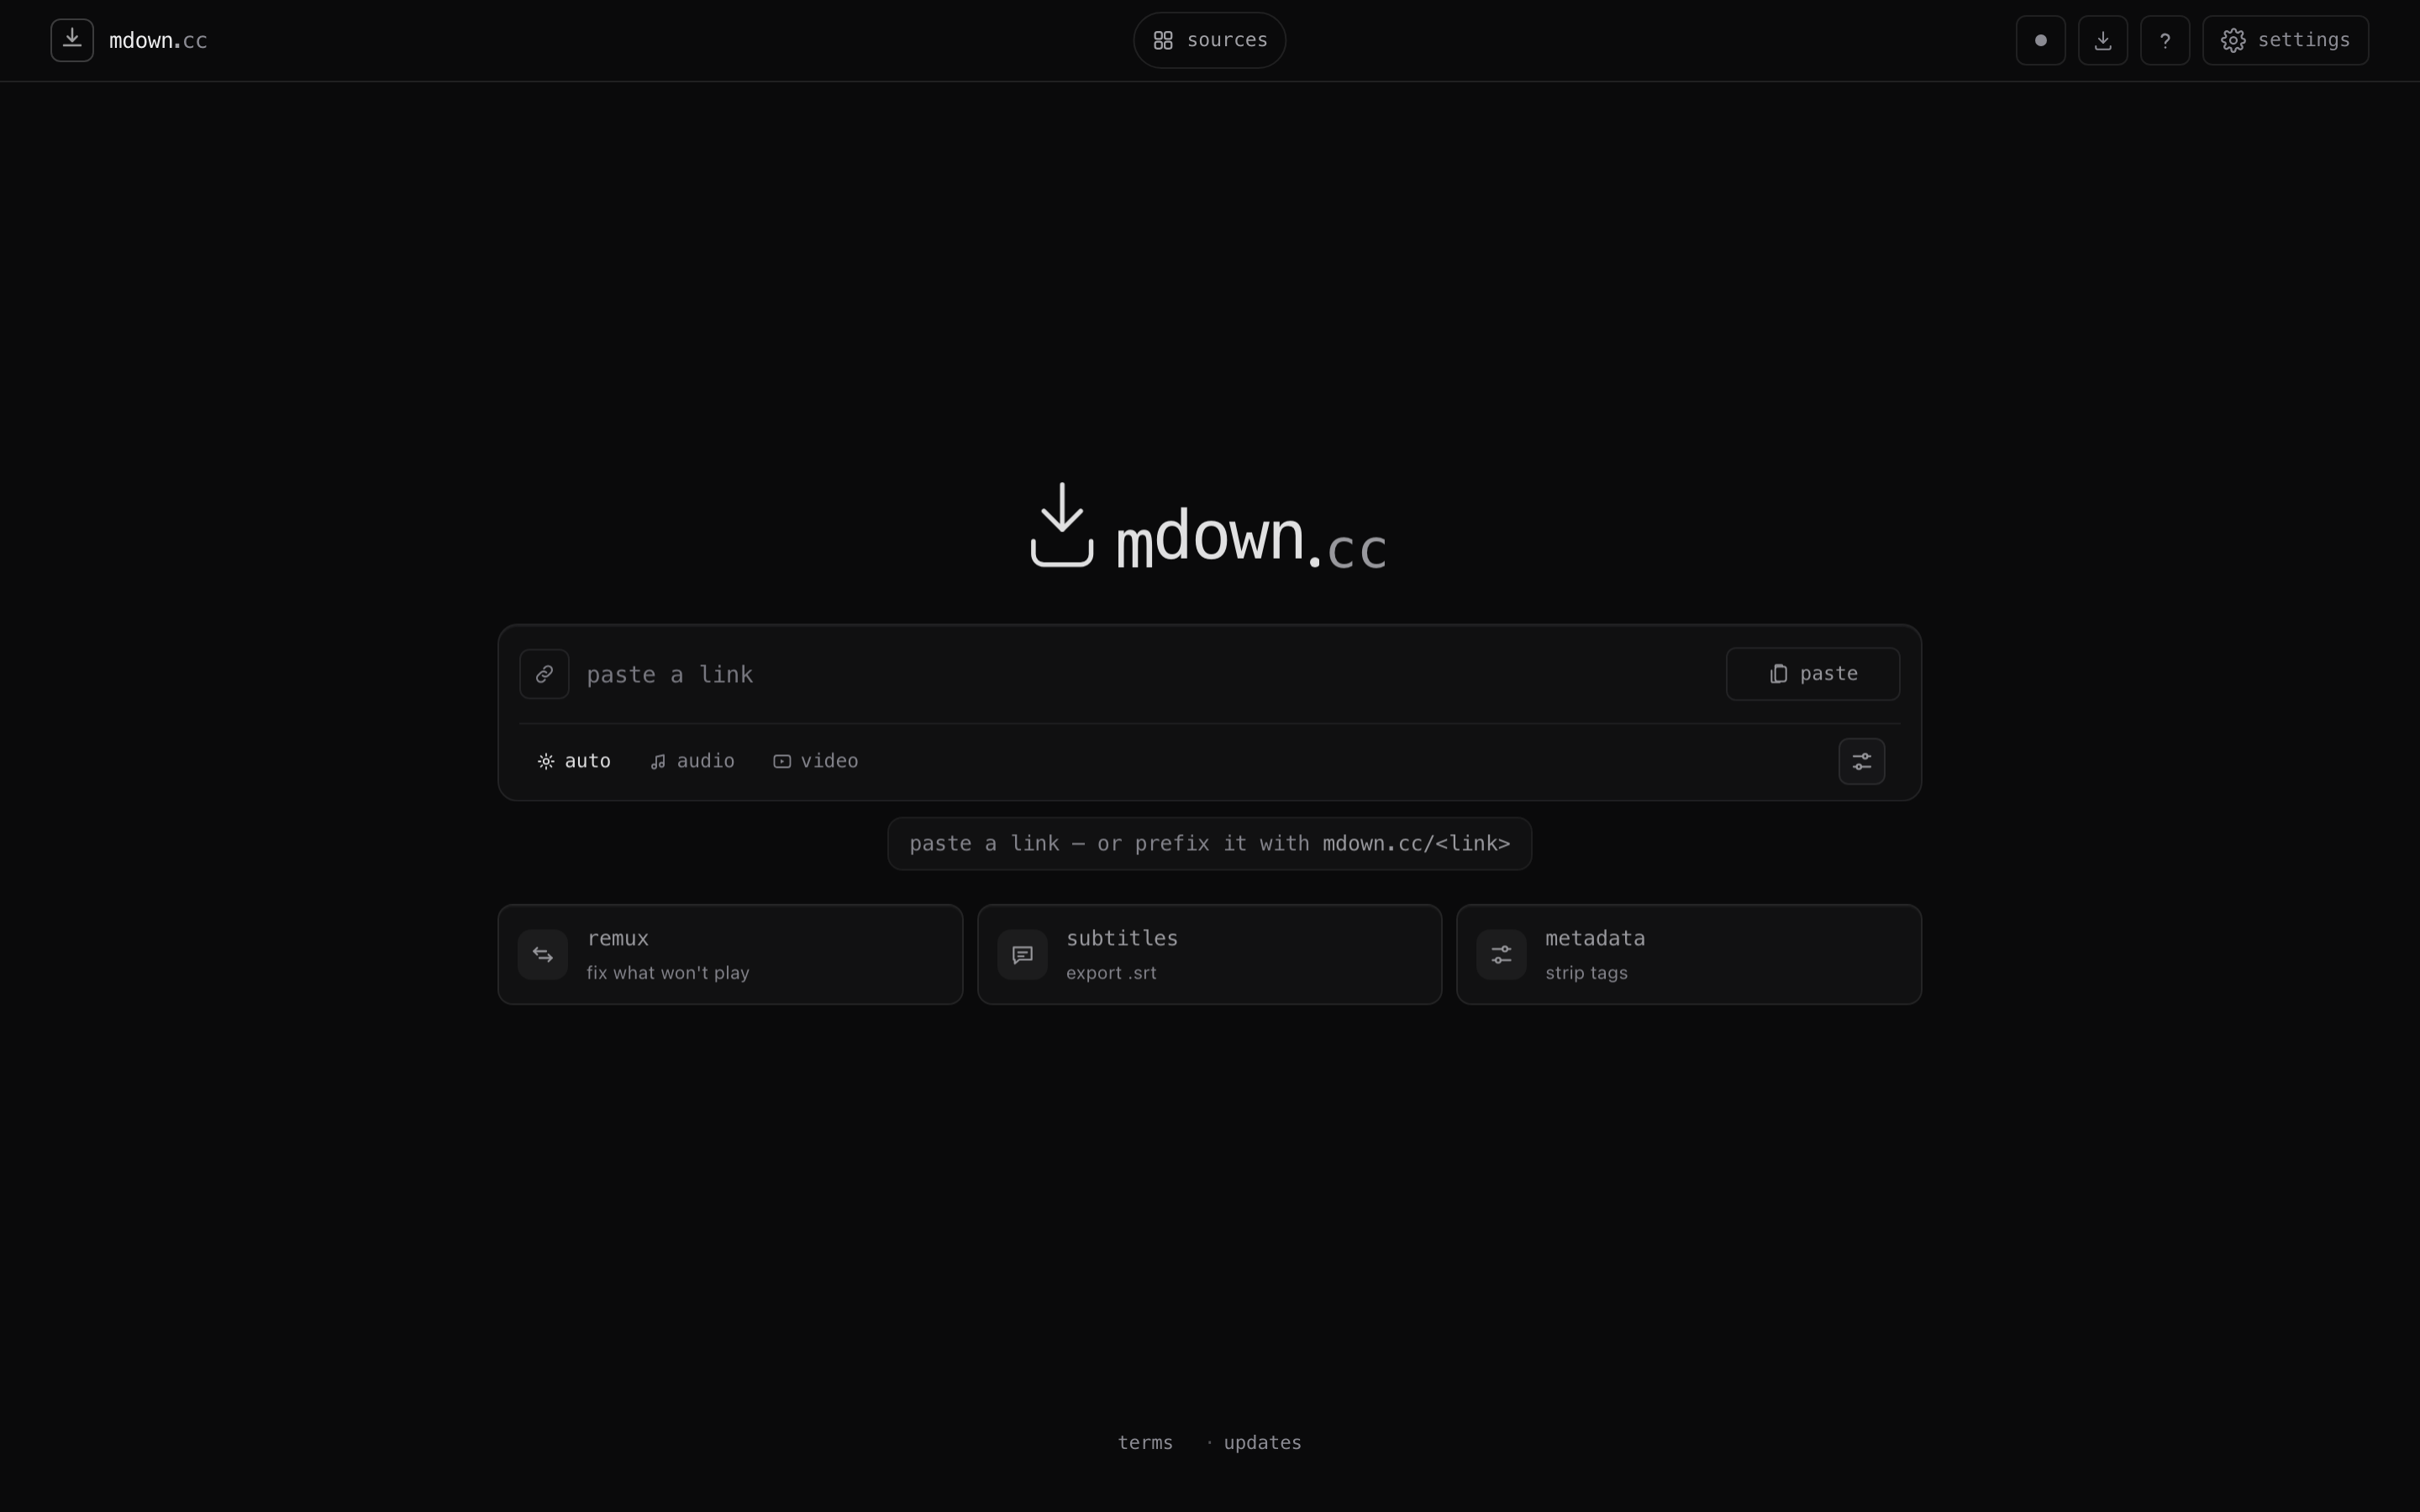 mdown.cc
sources
?
settings
mdown.cc
paste a link
paste
auto
audio
video
paste a link — or prefix it with mdown.cc/<link>
remux
fix what won't play
subtitles
export .srt
metadata
strip tags
terms · updates